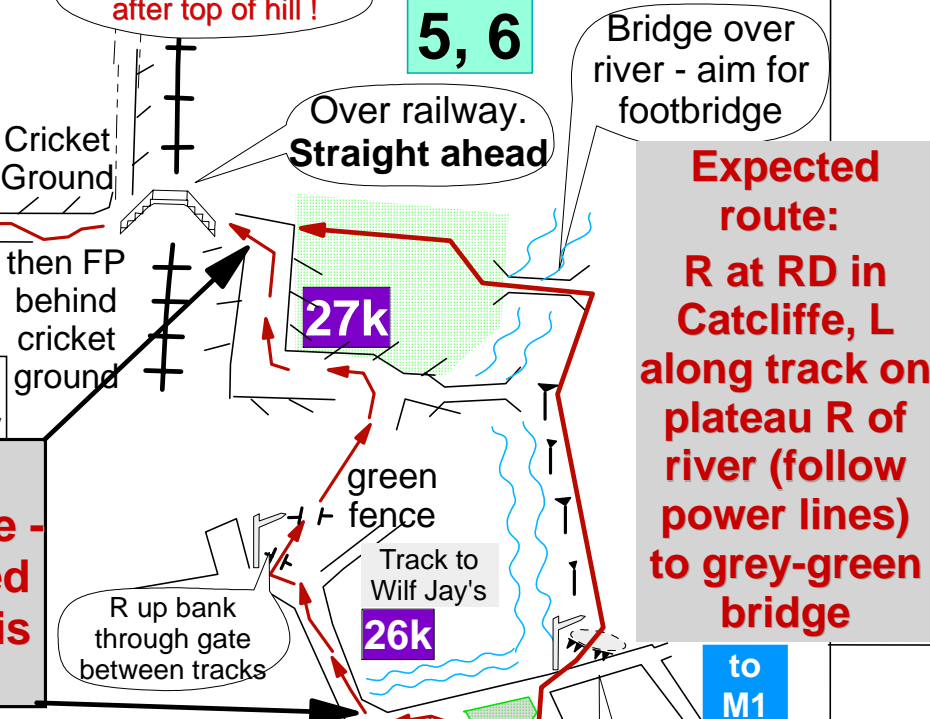 after top of hill !
5, 6
Bridge over
river - aim for
footbridge
Over railway.
Straight ahead
Cricket
Ground
then FP
behind
cricket
ground
27k
Expected
route:
R at RD in
Catcliffe, L
along track on
plateau R of
river (follow
power lines)
to grey-green
bridge
green
fence
e -
ed
is
Track to
Wilf Jay's
26k
R up bank
through gate
between tracks
to
M1